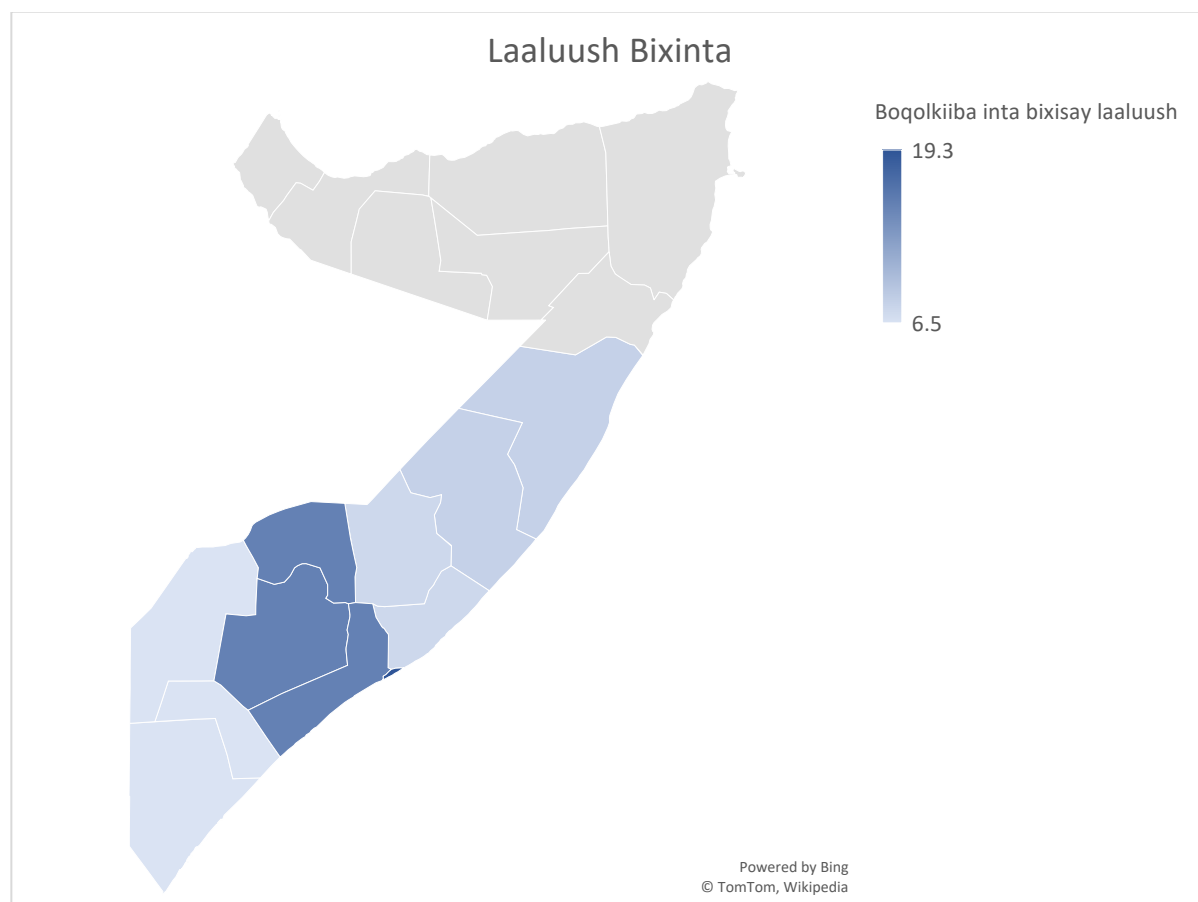 Laaluush Bixinta
Boqolkiiba inta bixisay laaluush
19.3
6.5
Powered by Bing
© TomTom, Wikipedia